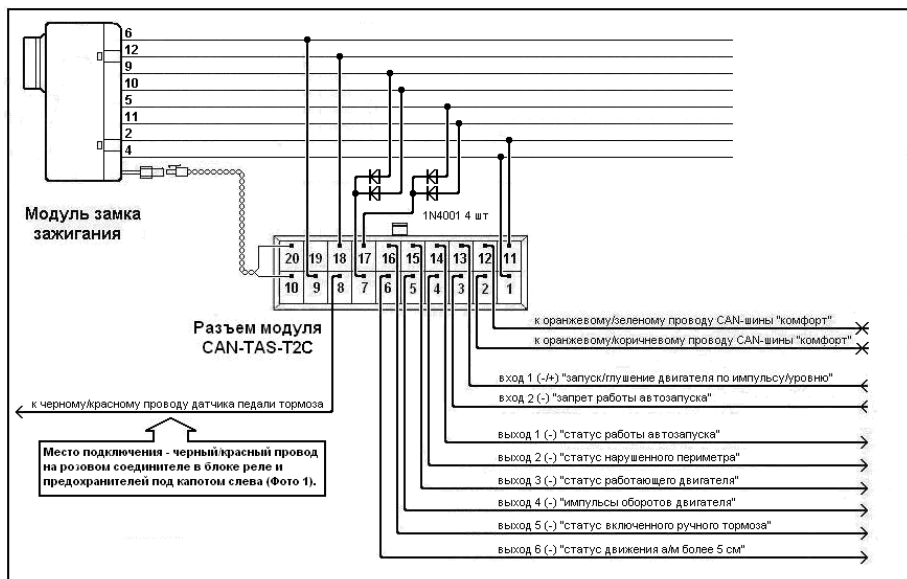 6
12
9
10
5
11
2
4
Модуль замка
зажигания
1N4001 4 шт
20 19 18 17 16 15 14 13 12 11
10 9 8 7 6 5 4 3 2 1
Разъем модуля
CAN-TAS-T2C
к оранжевому/зеленому проводу CAN-шины "комфорт"
к оранжевому/коричневому проводу CAN-шины "комфорт"
вход 1 (-/+) "запуск/глушение двигателя по импульсу/уровню"
вход 2 (-) "запрет работы автозапуска"
к черному/красному проводу датчика педали тормоза
Место подключения - черный/красный провод
на розовом соединителе в блоке реле и
предохранителей под капотом слева (Фото 1).
выход 1 (-) "статус работы автозапуска"
выход 2 (-) "статус нарушенного периметра"
выход 3 (-) "статус работающего двигателя"
выход 4 (-) "импульсы оборотов двигателя"
выход 5 (-) "статус включенного ручного тормоза"
выход 6 (-) "статус движения а/м более 5 см"